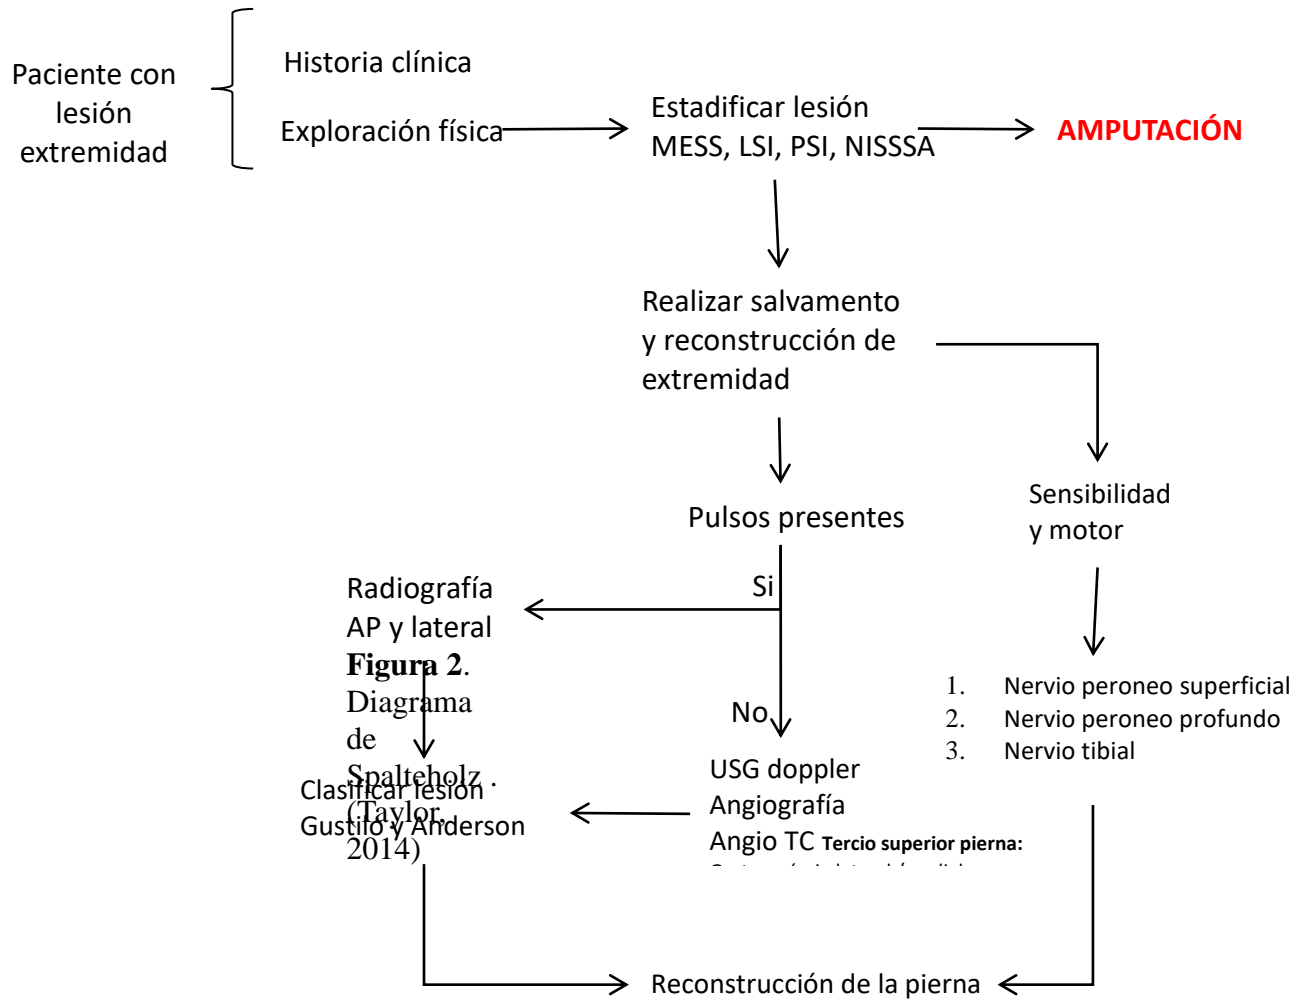 Paciente con
lesión
extremidad
Historia clínica
Exploración física
Estadificar lesión
MESS, LSI, PSI, NISSSA
AMPUTACIÓN
Realizar salvamento
y reconstrucción de
extremidad
Pulsos presentes
Sensibilidad
y motor
Si
Radiografía
AP y lateral
Figura 2.
Diagrama
de
Spalteholz .
(Taylor,
2014)
Clasificar lesión
Gustilo y Anderson
No
USG doppler
Angiografía
Angio TC Tercio superior pierna:
1. Nervio peroneo superficial
2. Nervio peroneo profundo
3. Nervio tibial
Reconstrucción de la pierna